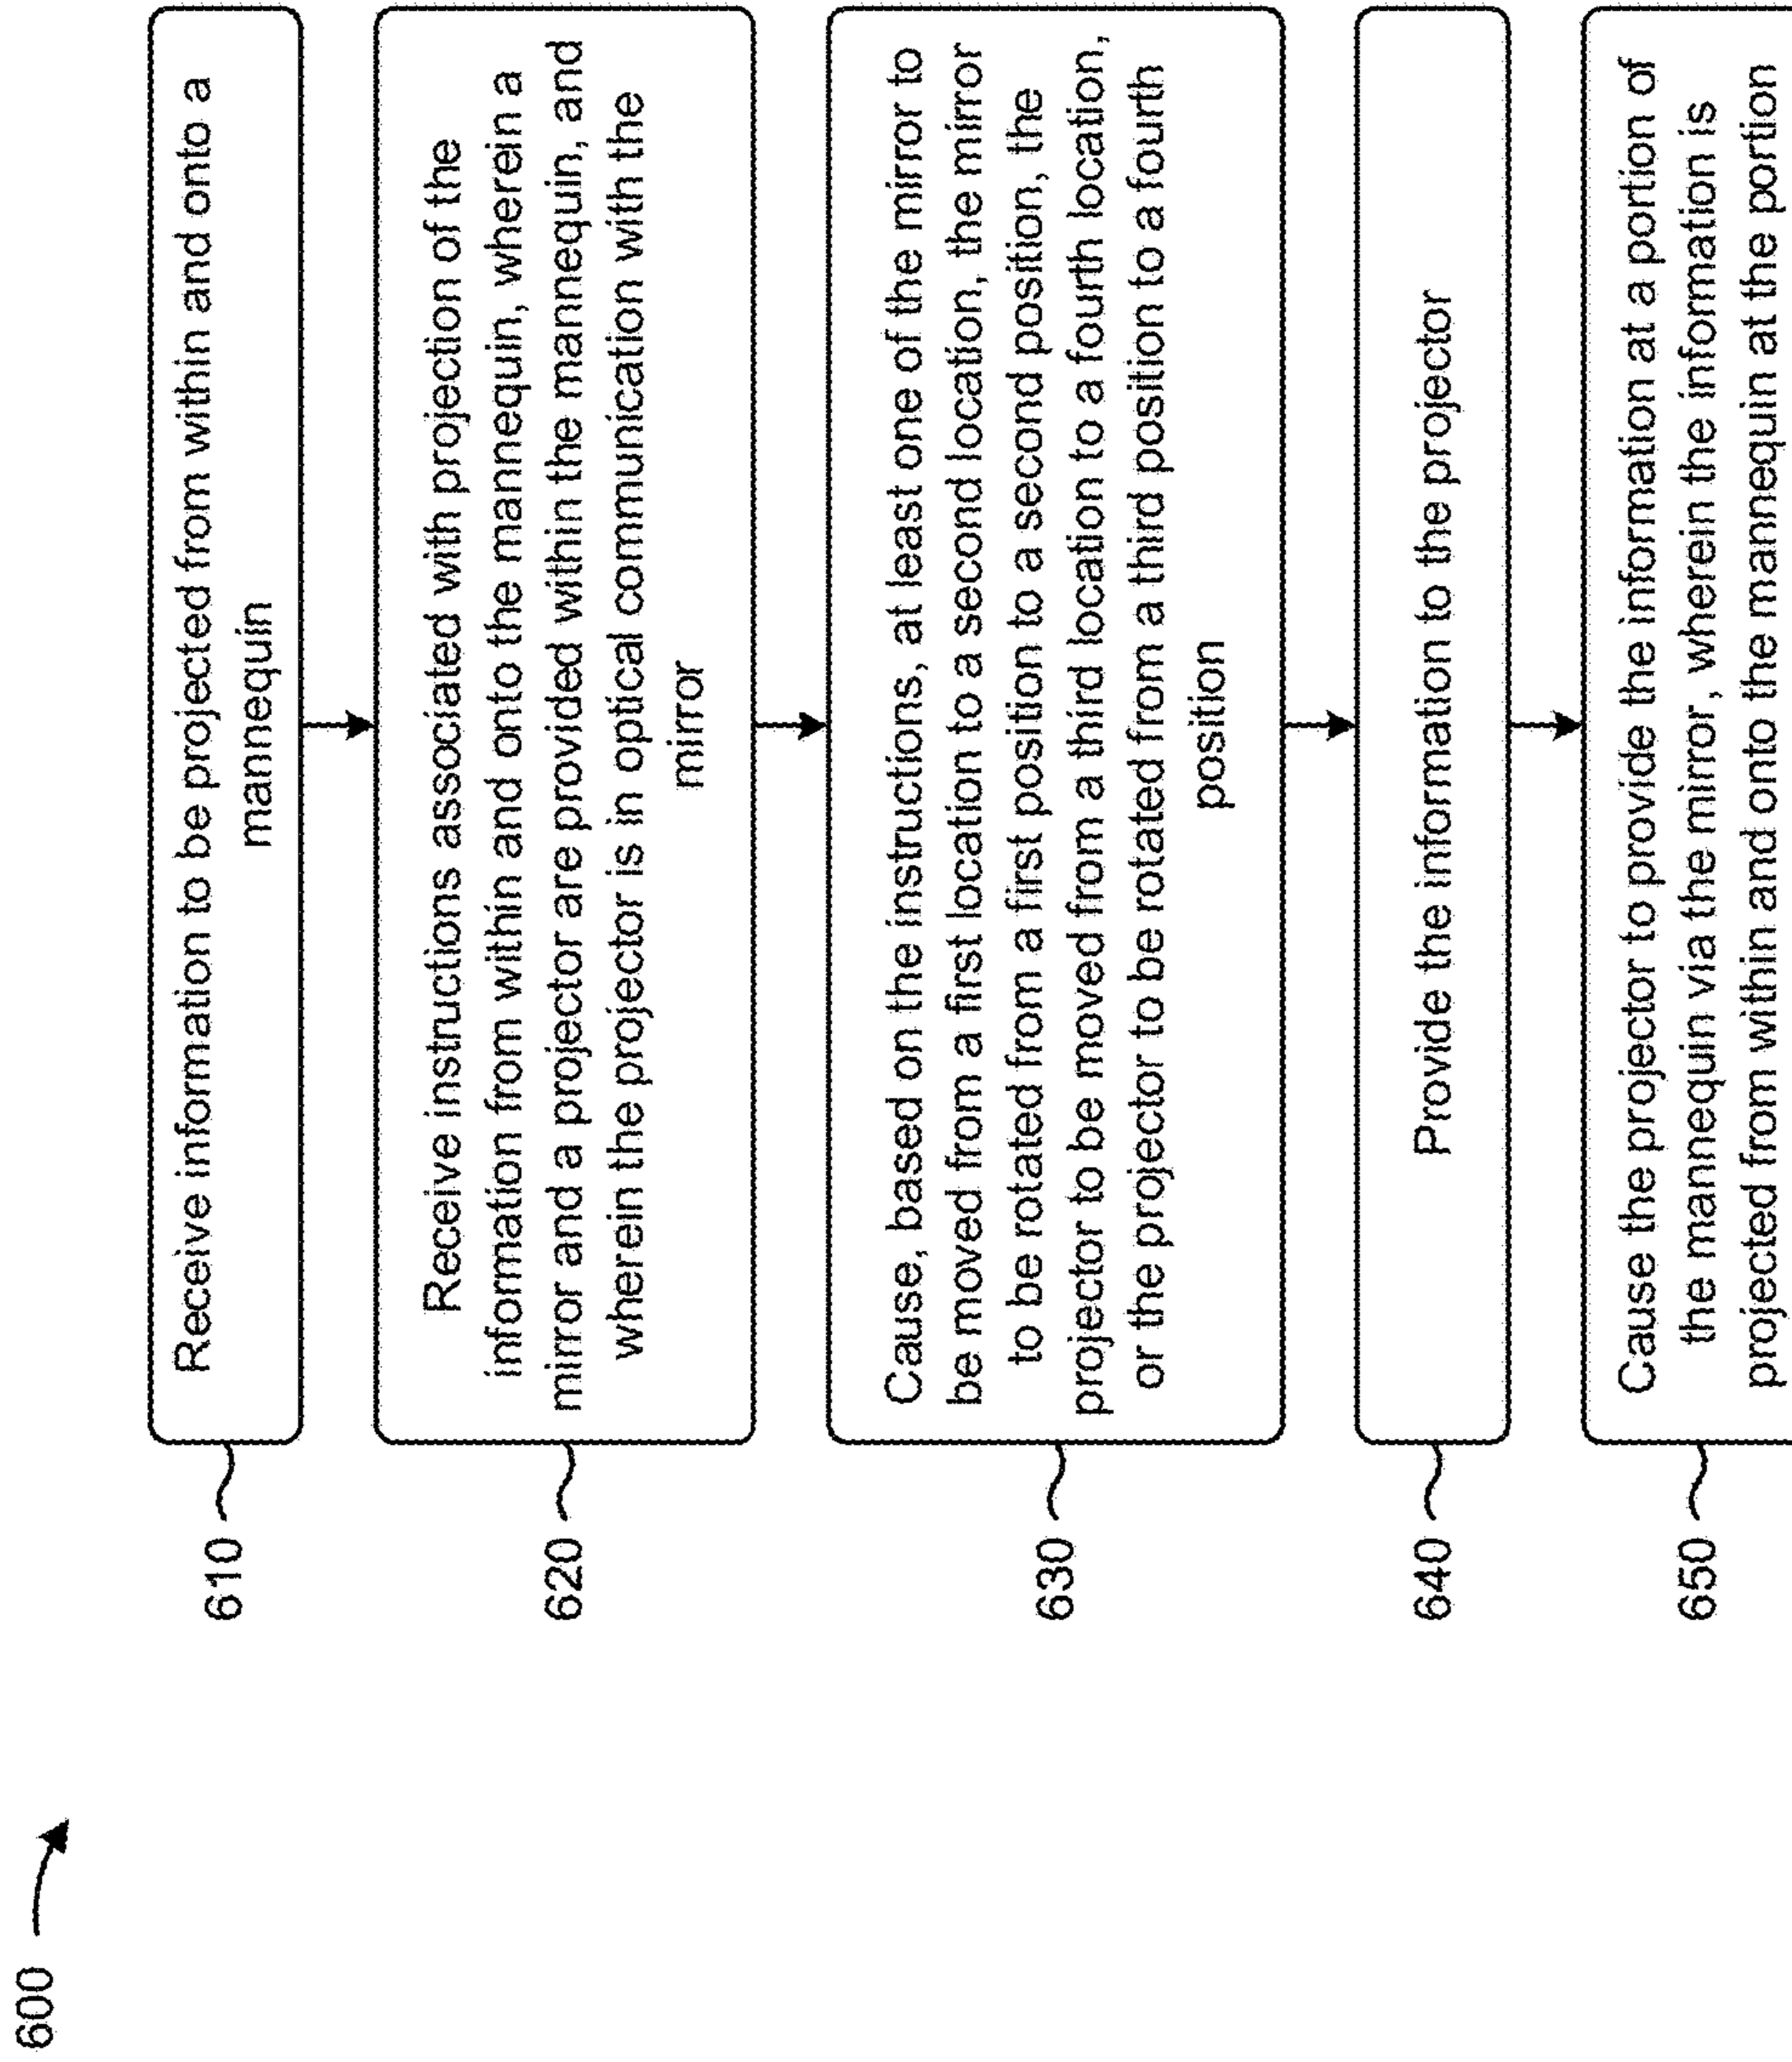 600
610
Receive information to be projected from within and onto a
mannequin
620
Receive instructions associated with projection of the
information from within and onto the mannequin, wherein a
mirror and a projector are provided within the mannequin, and
wherein the projector is in optical communication with the
mirror
630
Cause, based on the instructions, at least one of the mirror to
be moved from a first location to a second location, the mirror
to be rotated from a first position to a second position, the
projector to be moved from a third location to a fourth location,
or the projector to be rotated from a third position to a fourth
position
640
Provide the information to the projector
650
Cause the projector to provide the information at a portion of
the mannequin via the mirror, wherein the information is
projected from within and onto the mannequin at the portion